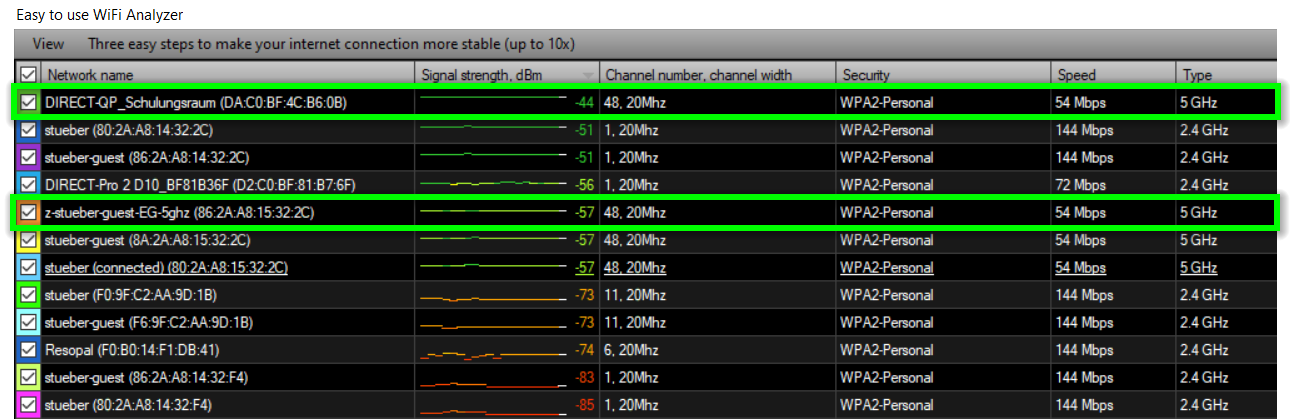 Easy to use WiFi Analyzer
View Three easy steps to make your internet connection more stable (up to 10x)
Network name Signal strength, dBm Channel number, channel width Security Speed Type
DIRECT-QP_Schulungsraum (DA:C0:BF:4C:B6:0B) -44 48, 20Mhz WPA2-Personal 54 Mbps 5 GHz
stueber (80:2A:A8:14:32:2C) -51 1, 20Mhz WPA2-Personal 144 Mbps 2.4 GHz
stueber-guest (86:2A:A8:14:32:2C) -51 1, 20Mhz WPA2-Personal 144 Mbps 2.4 GHz
DIRECT-Pro 2 D10_BF81B36F (D2:C0:BF:81:B7:6F) -56 1, 20Mhz WPA2-Personal 72 Mbps 2.4 GHz
z-stueber-guest-EG-5ghz (86:2A:A8:15:32:2C) -57 48, 20Mhz WPA2-Personal 54 Mbps 5 GHz
stueber-guest (8A:2A:A8:15:32:2C) -57 48, 20Mhz WPA2-Personal 54 Mbps 5 GHz
stueber (connected) (80:2A:A8:15:32:2C) -57 48, 20Mhz WPA2-Personal 54 Mbps 5 GHz
stueber (F0:9F:C2:AA:9D:1B) -73 11, 20Mhz WPA2-Personal 144 Mbps 2.4 GHz
stueber-guest (F6:9F:C2:AA:9D:1B) -73 11, 20Mhz WPA2-Personal 144 Mbps 2.4 GHz
Resopal (F0:B0:14:F1:DB:41) -74 6, 20Mhz WPA2-Personal 144 Mbps 2.4 GHz
stueber-guest (86:2A:A8:14:32:F4) -83 1, 20Mhz WPA2-Personal 144 Mbps 2.4 GHz
stueber (80:2A:A8:14:32:F4) -85 1, 20Mhz WPA2-Personal 144 Mbps 2.4 GHz